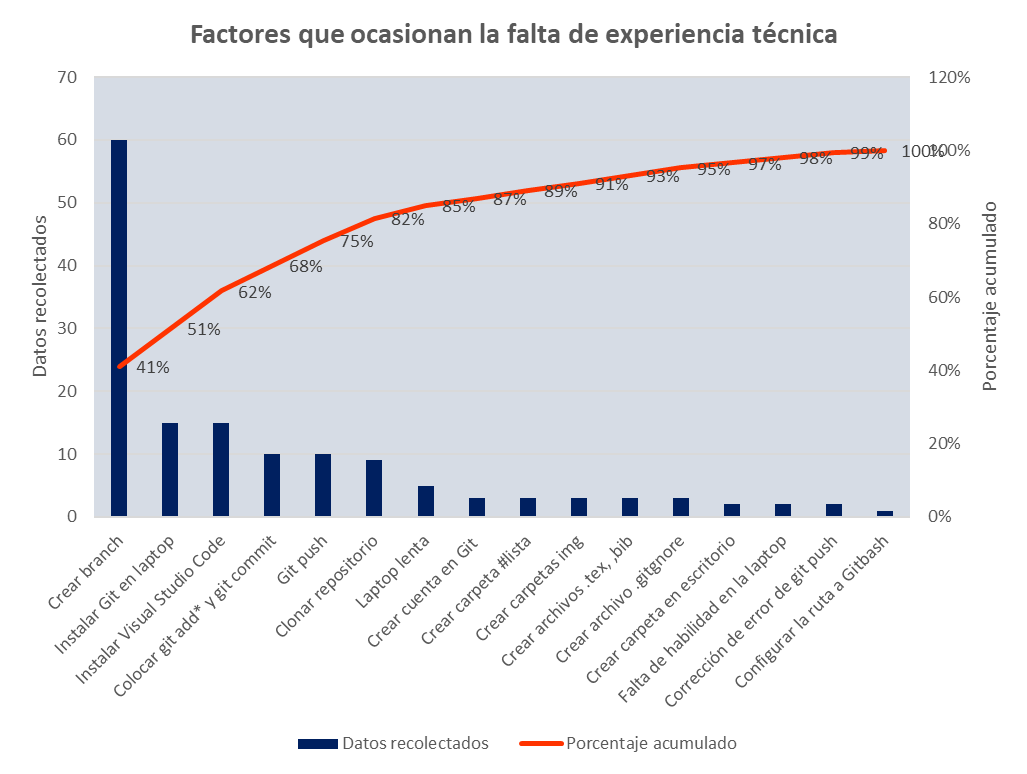 Factores que ocasionan la falta de experiencia técnica
70
60
50
40
30
20
10
0
Datos recolectados
120%
100%
80%
60%
40%
20%
0%
Porcentaje acumulado
41%
51%
62%
68%
75%
82%
85%
87%
89%
91%
93%
95%
97%
98%
99%
100%
Crear branch
Instalar Git en laptop
Instalar Visual Studio Code
Colocar git add* y git commit
Git push
Clonar repositorio
Laptop lenta
Crear cuenta en Git
Crear carpeta #lista
Crear carpetas img
Crear archivos .tex, ,bib
Crear archivo .gitgnore
Crear carpeta en escritorio
Falta de habilidad en la laptop
Corrección de error de git push
Configurar la ruta a Gitbash
Datos recolectados
Porcentaje acumulado